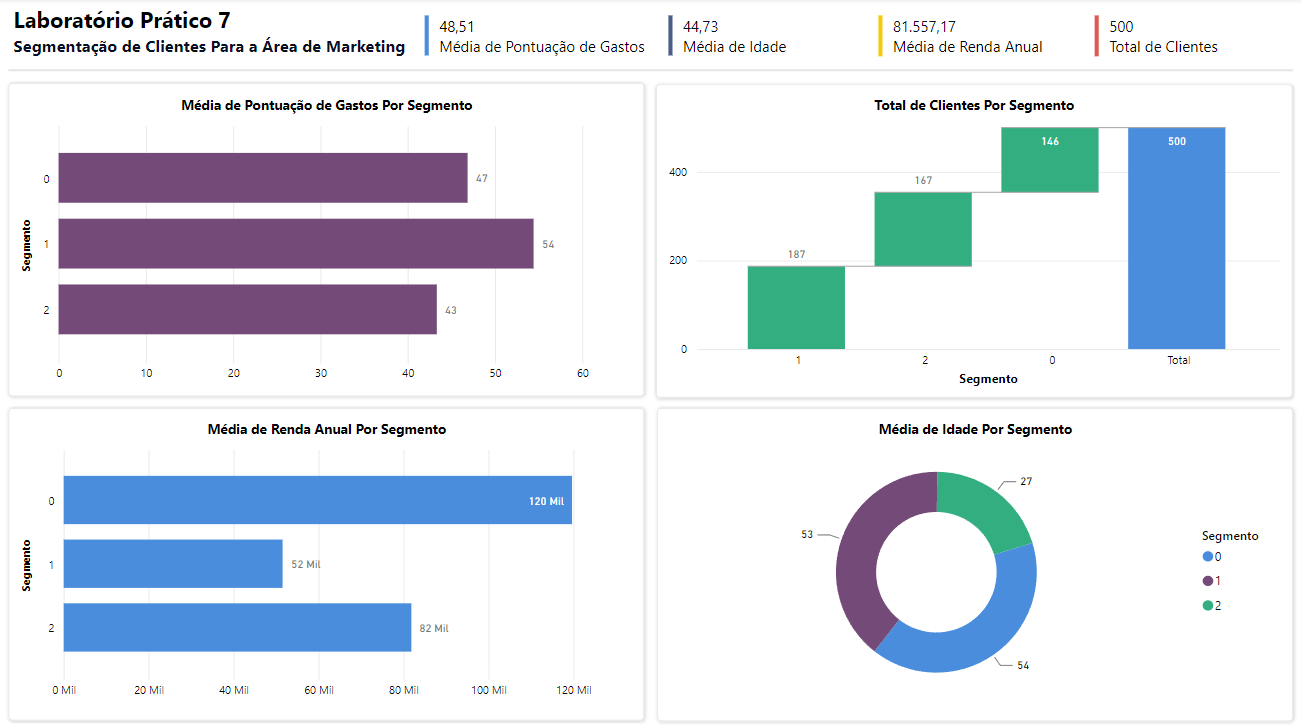 Laboratório Prático 7
Segmentação de Clientes Para a Área de Marketing
48,51
Média de Pontuação de Gastos
44,73
Média de Idade
81.557,17
Média de Renda Anual
500
Total de Clientes
Média de Pontuação de Gastos Por Segmento
Segmento
0
47
1
54
2
43
0 10 20 30 40 50 60
Total de Clientes Por Segmento
400
200
0
187
167
146
500
1 2 0 Total
Segmento
Média de Renda Anual Por Segmento
Segmento
0
120 Mil
1
52 Mil
2
82 Mil
0 Mil 20 Mil 40 Mil 60 Mil 80 Mil 100 Mil 120 Mil
Média de Idade Por Segmento
27
53
54
Segmento
0
1
2